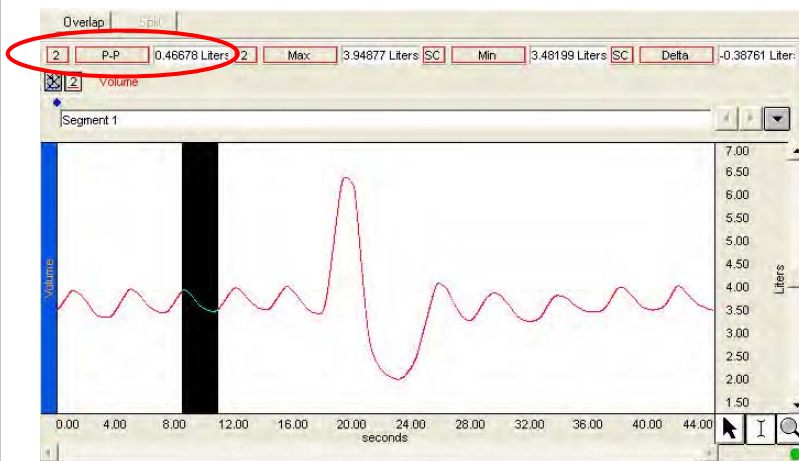 Overlap Split
2 P-P 0.46678 Liters 2 Max 3.94877 Liters SC Min 3.48199 Liters SC Delta -0.38761 Liter:
2 Volume
Segment 1
7.00
6.50
6.00
5.50
5.00
4.50
4.00
3.50
3.00
2.50
2.00
1.50
Volume
Liters
0.00 4.00 8.00 12.00 16.00 20.00 24.00 28.00 32.00 36.00 40.00 44.00
seconds